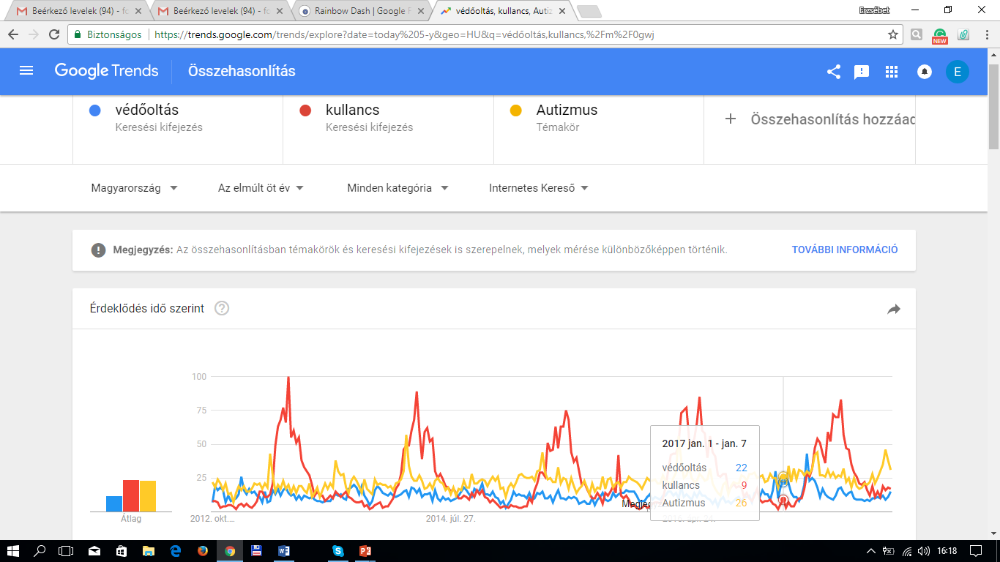 Beérkező levelek (94) - fo
Beérkező levelek (94) - fo
Rainbow Dash | Google F
védőoltás, kullancs, Autiz
Erzsébet
Biztonságos
https://trends.google.com/trends/explore?date=today%205-y&geo=HU&q=védőoltás,kullancs,%2Fm%2F0gwj
NEW
Google Trends
Összehasonlítás
E
védőoltás
Keresési kifejezés
kullancs
Keresési kifejezés
Autizmus
Témakör
+ Összehasonlítás hozzáad
Magyarország
Az elmúlt öt év
Minden kategória
Internetes Kereső
Megjegyzés: Az összehasonlításban témakörök és keresési kifejezések is szerepelnek, melyek mérése különbözőképpen történik.
TOVÁBBI INFORMÁCIÓ
Érdeklődés idő szerint
100
75
50
25
Átlag
2012. okt.…
2014. júl. 27.
2017 jan. 1 - jan. 7
védőoltás 22
kullancs 9
Autizmus 26
16:18